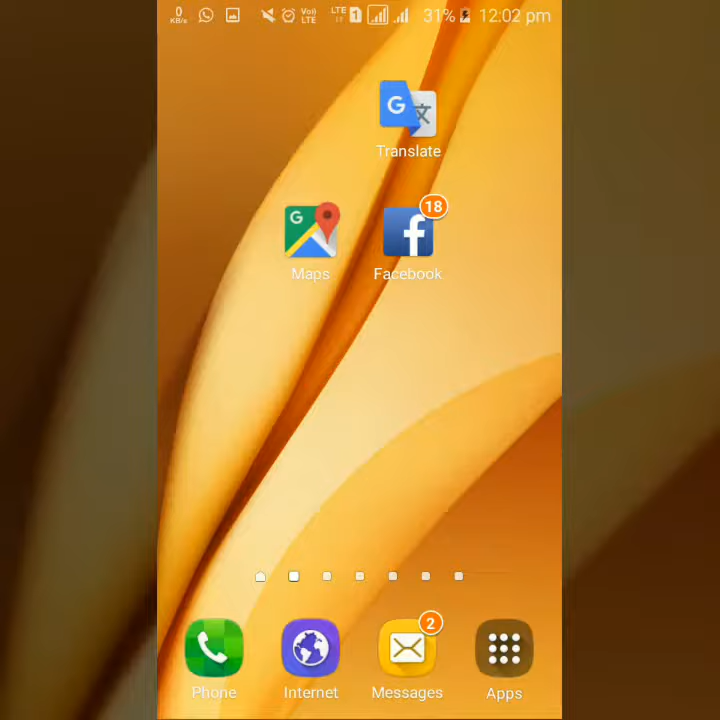 0
KB/s
Vo))
LTE
LTE
1
31%
12:02 pm
G
文
Translate
G
18
f
Maps
Facebook
2
Phone
Internet
Messages
Apps